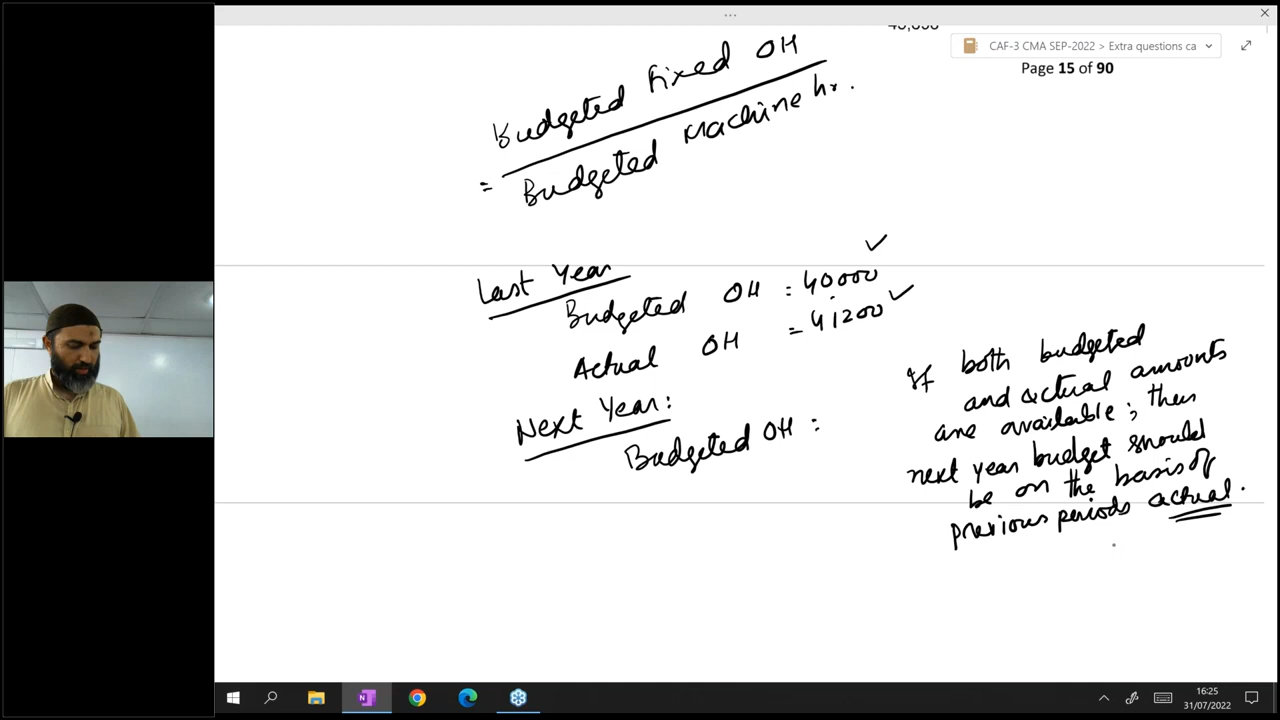 CAF-3 CMA SEP-2022 > Extra questions ca
Page 15 of 90
Budgeted Fixed OH
= Budgeted Machine hr.
Last Year
Budgeted OH = 40000
Actual OH = 41200
Next Year:
Budgeted OH :
If both budgeted
and actual amounts
are available; then
next year budget should
be on the basis of
previous periods actual.
16:25
31/07/2022